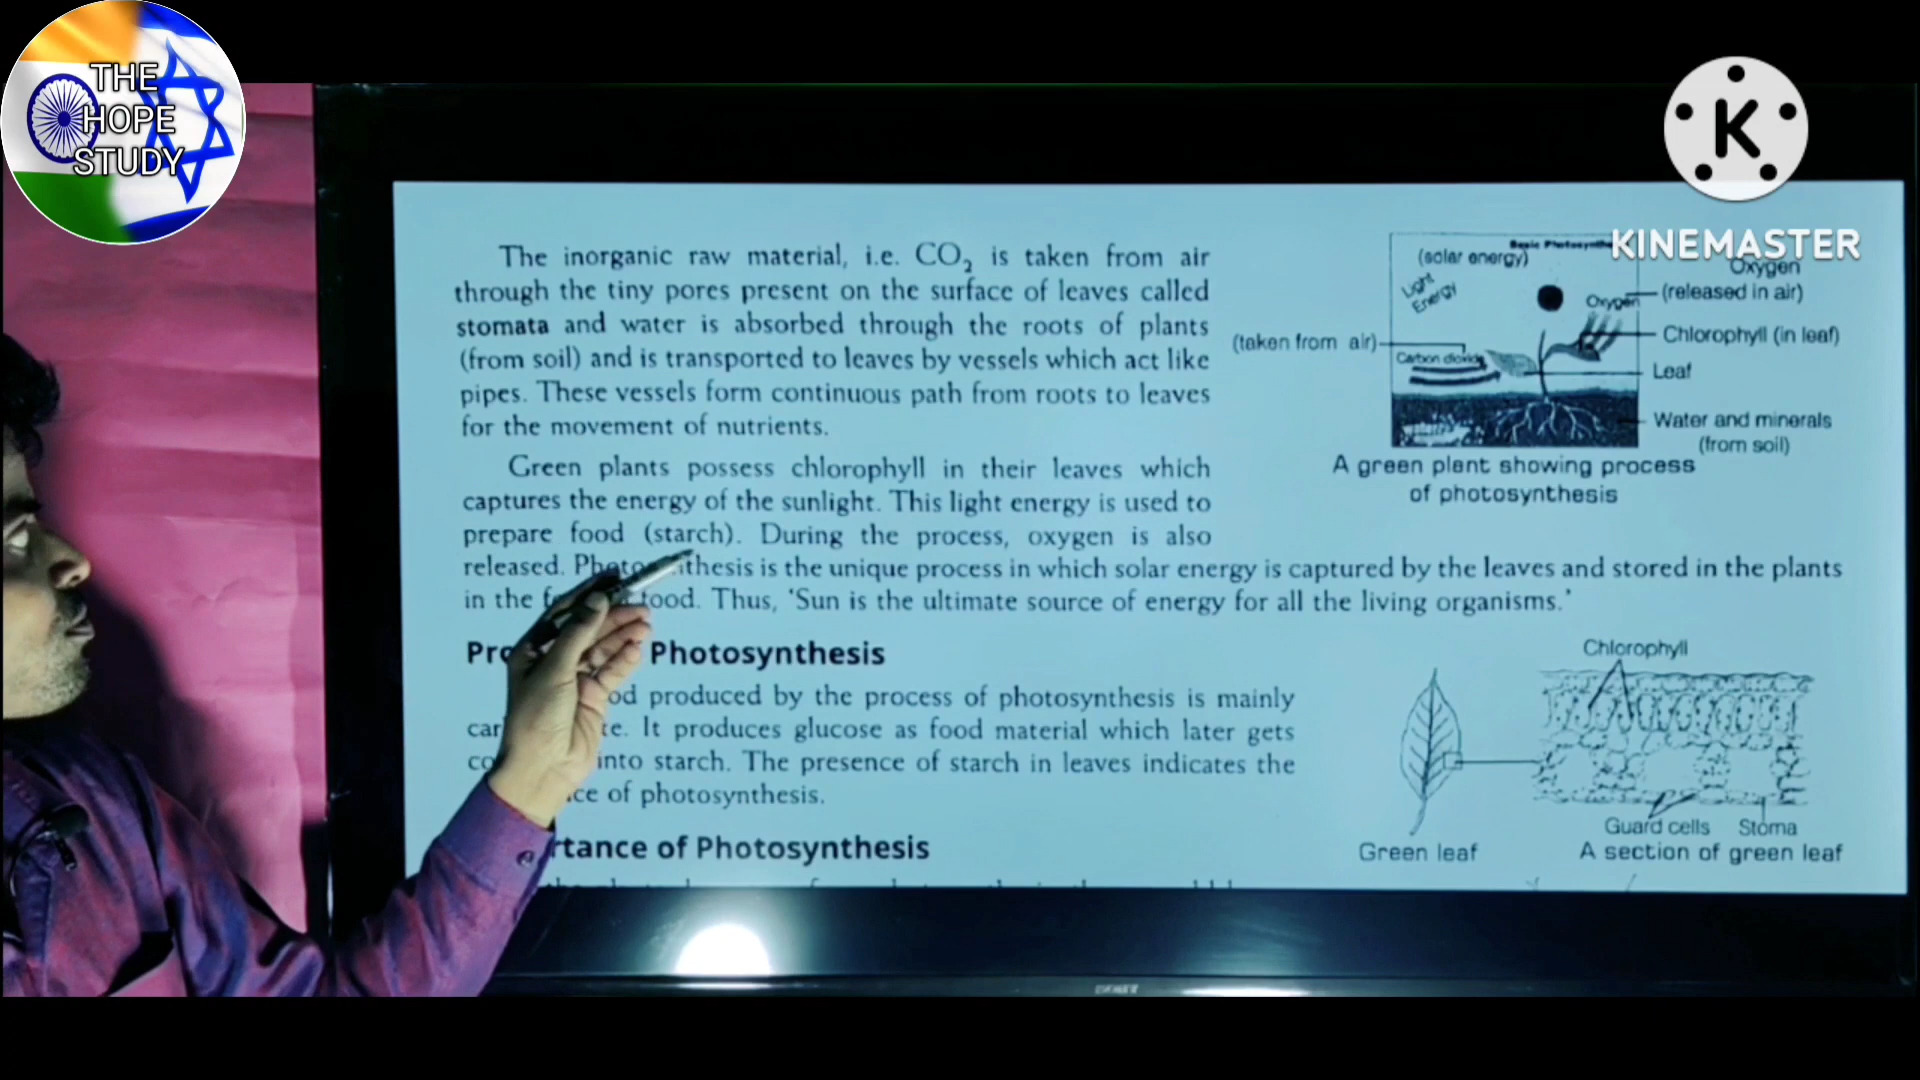 THE
HOPE
STUDY
K
KINEMASTER
The inorganic raw material, i.e. CO₂ is taken from air
through the tiny pores present on the surface of leaves called
stomata and water is absorbed through the roots of plants
(from soil) and is transported to leaves by vessels which act like
pipes. These vessels form continuous path from roots to leaves
for the movement of nutrients.
Green plants possess chlorophyll in their leaves which
captures the energy of the sunlight. This light energy is used to
prepare food (starch). During the process, oxygen is also
released. Photosynthesis is the unique process in which solar energy is captured by the leaves and stored in the plants
in the food. Thus, 'Sun is the ultimate source of energy for all the living organisms.'
Photosynthesis
produced by the process of photosynthesis is mainly
It produces glucose as food material which later gets
into starch. The presence of starch in leaves indicates the
of photosynthesis.
of Photosynthesis
Basic
(solar energy)
Light
Energy
Oxygen
Oxygen
(released in air)
Chlorophyll (in leaf)
(taken from air)
Carbon dioxide
Leaf
Water and minerals
(from soil)
A green plant showing process
of photosynthesis
Chlorophyll
Guard cells
Stoma
Green leaf
A section of green leaf